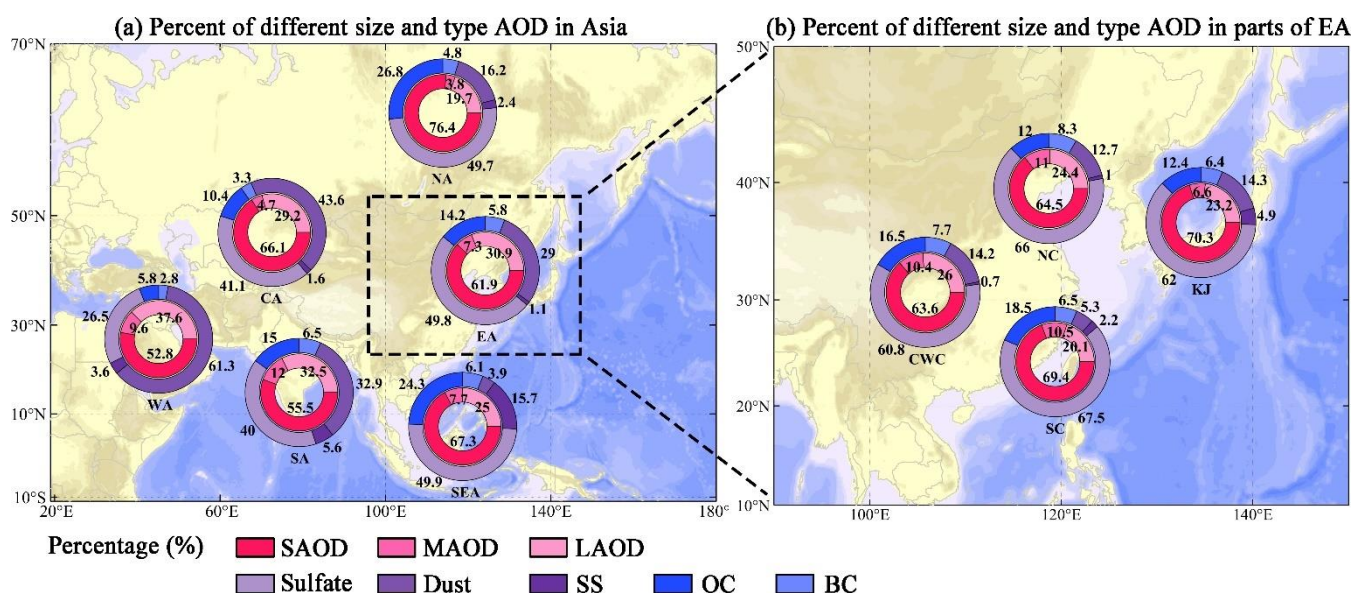 (a) Percent of different size and type AOD in Asia
(b) Percent of different size and type AOD in parts of EA
70°N
50°N
30°N
10°N
10°S
20°E
60°E
100°E
140°E
180°
26.8
4.8
16.2
3.8
19.7
2.4
76.4
49.7
NA
10.4
3.3
43.6
4.7
29.2
66.1
1.6
41.1
CA
14.2
5.8
29
7.3
30.9
61.9
1.1
49.8
EA
5.8
2.8
26.5
37.6
9.6
52.8
61.3
3.6
WA
15
6.5
32.9
12
32.5
55.5
40
5.6
SA
24.3
6.1
3.9
15.7
7.7
25
67.3
49.9
SEA
50°N
40°N
30°N
20°N
10°N
100°E
120°E
140°E
12
8.3
12.7
11
24.4
1
64.5
66
NC
12.4
6.4
14.3
6.6
23.2
4.9
70.3
62
KJ
16.5
7.7
14.2
10.4
26
0.7
63.6
60.8
CWC
18.5
6.5
5.3
2.2
10.5
20.1
69.4
67.5
SC
Percentage (%)
SAOD MAOD LAOD
Sulfate Dust SS OC BC